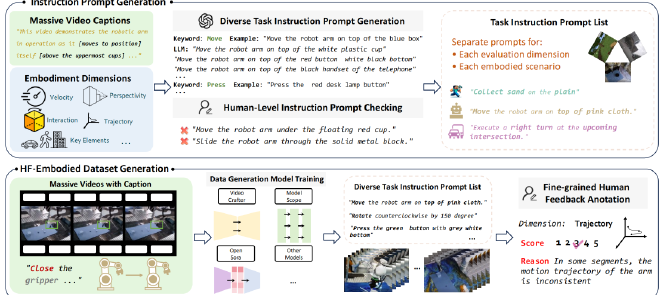 Instruction Prompt Generation
Massive Video Captions
"This video demonstrates the robotic arm
in operation as it [moves to position]
itself [above the uppermost caps] ..."
Embodiment Dimensions
Velocity
Perspectivity
Interaction
Trajectory
Key Elements
...
Diverse Task Instruction Prompt Generation
Keyword: Move Example: "Move the robot arm on top of the blue box"
LLM: "Move the robot arm on top of the white plastic cup"
"Move the robot arm on top of the red button white black bottom"
"Move the robot arm on top of the black handset of the telephone"
...
Keyword: Press Example: "Press the red desk lamp button"
...
Human-Level Instruction Prompt Checking
"Move the robot arm under the floating red cup."
"Slide the robot arm through the solid metal block."
Task Instruction Prompt List
Separate prompts for:
• Each evaluation dimension
• Each embodied scenario
"Collect sand on the plain"
"Move the robot arm on top of pink cloth."
"Execute a right turn at the upcoming
intersection."
HF-Embodied Dataset Generation
Massive Videos with Caption
"Close the
gripper ..."
Data Generation Model Training
Video
Crafter
Model
Scope
Open
Sora
Other
Models
...
Diverse Task Instruction Prompt List
"Move the robot arm on top of pink cloth."
"Rotate counterclockwise by 150 degree"
"Press the green button with grey white
bottom"
...
...
Fine-grained Human
Feedback Anotation
Dimension: Trajectory
Score 1 2 3 4 5
Reason In some segments, the
motion trajectory of the arm
is inconsistent